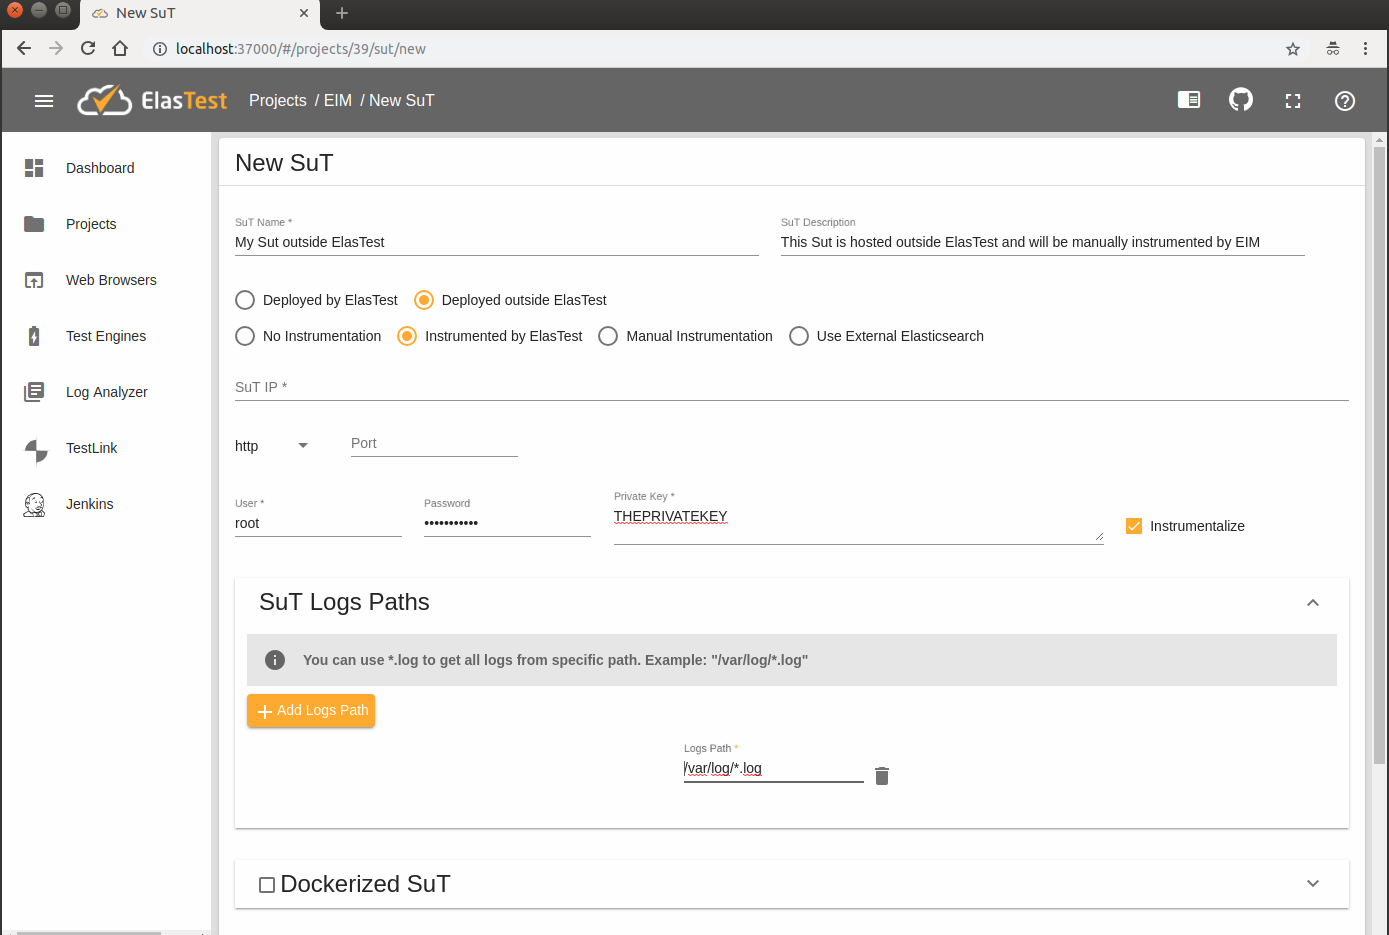 New SuT
localhost:37000/#/projects/39/sut/new
ElasTest
Projects / EIM / New SuT
Dashboard
Projects
Web Browsers
Test Engines
Log Analyzer
TestLink
Jenkins
New SuT
SuT Name *
My Sut outside ElasTest
SuT Description
This Sut is hosted outside ElasTest and will be manually instrumented by EIM
Deployed by ElasTest
Deployed outside ElasTest
No Instrumentation
Instrumented by ElasTest
Manual Instrumentation
Use External Elasticsearch
SuT IP *
http
Port
User *
root
Password
•••••••••••
Private Key *
THEPRIVATEKEY
Instrumentalize
SuT Logs Paths
You can use *.log to get all logs from specific path. Example: "/var/log/*.log"
Add Logs Path
Logs Path *
/var/log/*.log
Dockerized SuT